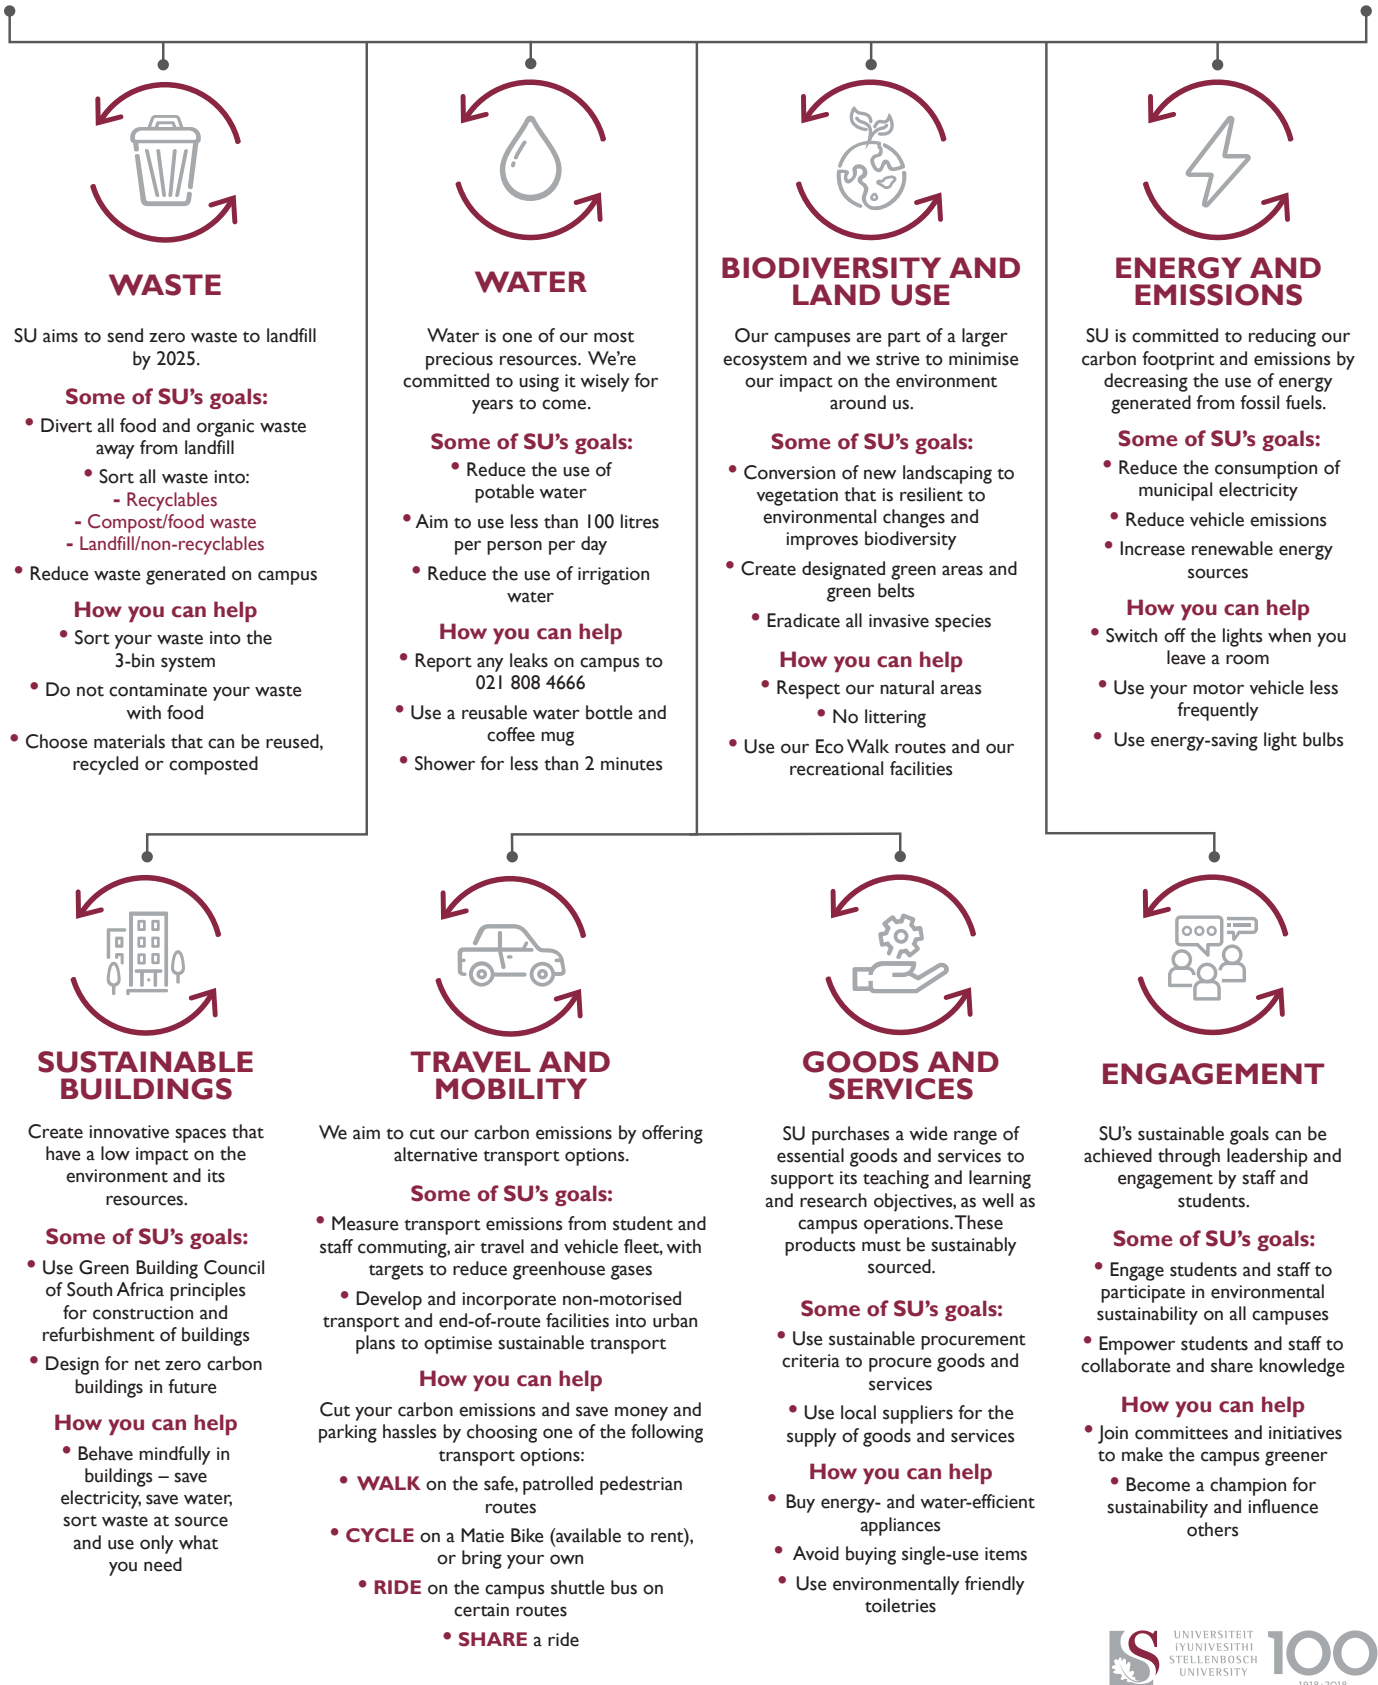 WASTE
SU aims to send zero waste to landfill
by 2025.
Some of SU's goals:
• Divert all food and organic waste
away from landfill
• Sort all waste into:
- Recyclables
- Compost/food waste
- Landfill/non-recyclables
• Reduce waste generated on campus
How you can help
• Sort your waste into the
3-bin system
• Do not contaminate your waste
with food
• Choose materials that can be reused,
recycled or composted
WATER
Water is one of our most
precious resources. We're
committed to using it wisely for
years to come.
Some of SU's goals:
• Reduce the use of
potable water
• Aim to use less than 100 litres
per person per day
• Reduce the use of irrigation
water
How you can help
• Report any leaks on campus to
021 808 4666
• Use a reusable water bottle and
coffee mug
• Shower for less than 2 minutes
BIODIVERSITY AND
LAND USE
Our campuses are part of a larger
ecosystem and we strive to minimise
our impact on the environment
around us.
Some of SU's goals:
• Conversion of new landscaping to
vegetation that is resilient to
environmental changes and
improves biodiversity
• Create designated green areas and
green belts
• Eradicate all invasive species
How you can help
• Respect our natural areas
• No littering
• Use our Eco Walk routes and our
recreational facilities
ENERGY AND
EMISSIONS
SU is committed to reducing our
carbon footprint and emissions by
decreasing the use of energy
generated from fossil fuels.
Some of SU's goals:
• Reduce the consumption of
municipal electricity
• Reduce vehicle emissions
• Increase renewable energy
sources
How you can help
• Switch off the lights when you
leave a room
• Use your motor vehicle less
frequently
• Use energy-saving light bulbs
SUSTAINABLE
BUILDINGS
Create innovative spaces that
have a low impact on the
environment and its
resources.
Some of SU's goals:
• Use Green Building Council
of South Africa principles
for construction and
refurbishment of buildings
• Design for net zero carbon
buildings in future
How you can help
• Behave mindfully in
buildings – save
electricity, save water,
sort waste at source
and use only what
you need
TRAVEL AND
MOBILITY
We aim to cut our carbon emissions by offering
alternative transport options.
Some of SU's goals:
• Measure transport emissions from student and
staff commuting, air travel and vehicle fleet, with
targets to reduce greenhouse gases
• Develop and incorporate non-motorised
transport and end-of-route facilities into urban
plans to optimise sustainable transport
How you can help
Cut your carbon emissions and save money and
parking hassles by choosing one of the following
transport options:
• WALK on the safe, patrolled pedestrian
routes
• CYCLE on a Matie Bike (available to rent),
or bring your own
• RIDE on the campus shuttle bus on
certain routes
• SHARE a ride
GOODS AND
SERVICES
SU purchases a wide range of
essential goods and services to
support its teaching and learning
and research objectives, as well as
campus operations. These
products must be sustainably
sourced.
Some of SU's goals:
• Use sustainable procurement
criteria to procure goods and
services
• Use local suppliers for the
supply of goods and services
How you can help
• Buy energy- and water-efficient
appliances
• Avoid buying single-use items
• Use environmentally friendly
toiletries
ENGAGEMENT
SU's sustainable goals can be
achieved through leadership and
engagement by staff and
students.
Some of SU's goals:
• Engage students and staff to
participate in environmental
sustainability on all campuses
• Empower students and staff to
collaborate and share knowledge
How you can help
• Join committees and initiatives
to make the campus greener
• Become a champion for
sustainability and influence
others
UNIVERSITEIT
iYUNIVESITHI
STELLENBOSCH
UNIVERSITY
100
1918·2018